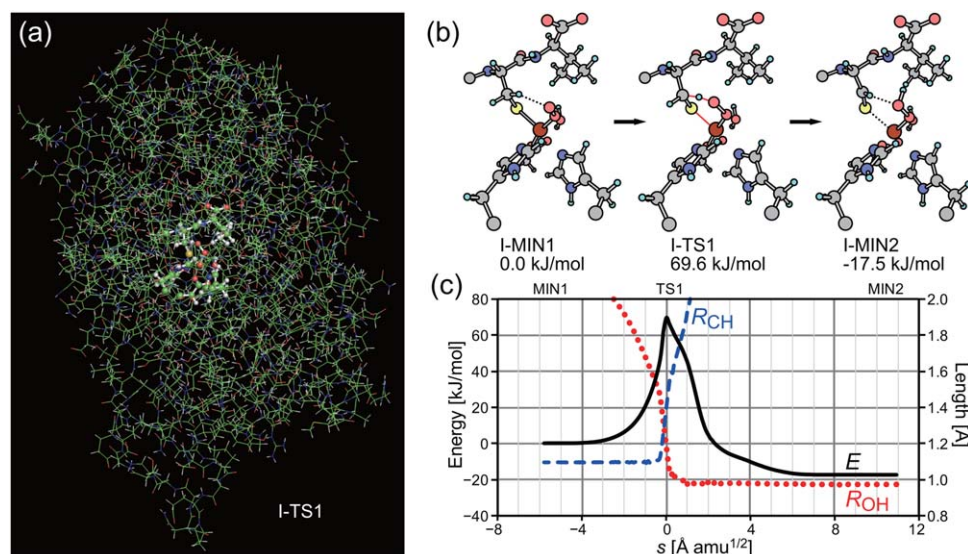 (a)
I-TS1
(b)
I-MIN1
0.0 kJ/mol
I-TS1
69.6 kJ/mol
I-MIN2
-17.5 kJ/mol
(c)
MIN1 TS1 MIN2
80
60
40
20
0
−20
−40
Energy [kJ/mol]
2.0
1.8
1.6
1.4
1.2
1.0
0.8
Length [Å]
RCH
E
ROH
−8 −4 0 4 8 12
s [Å amu1/2]